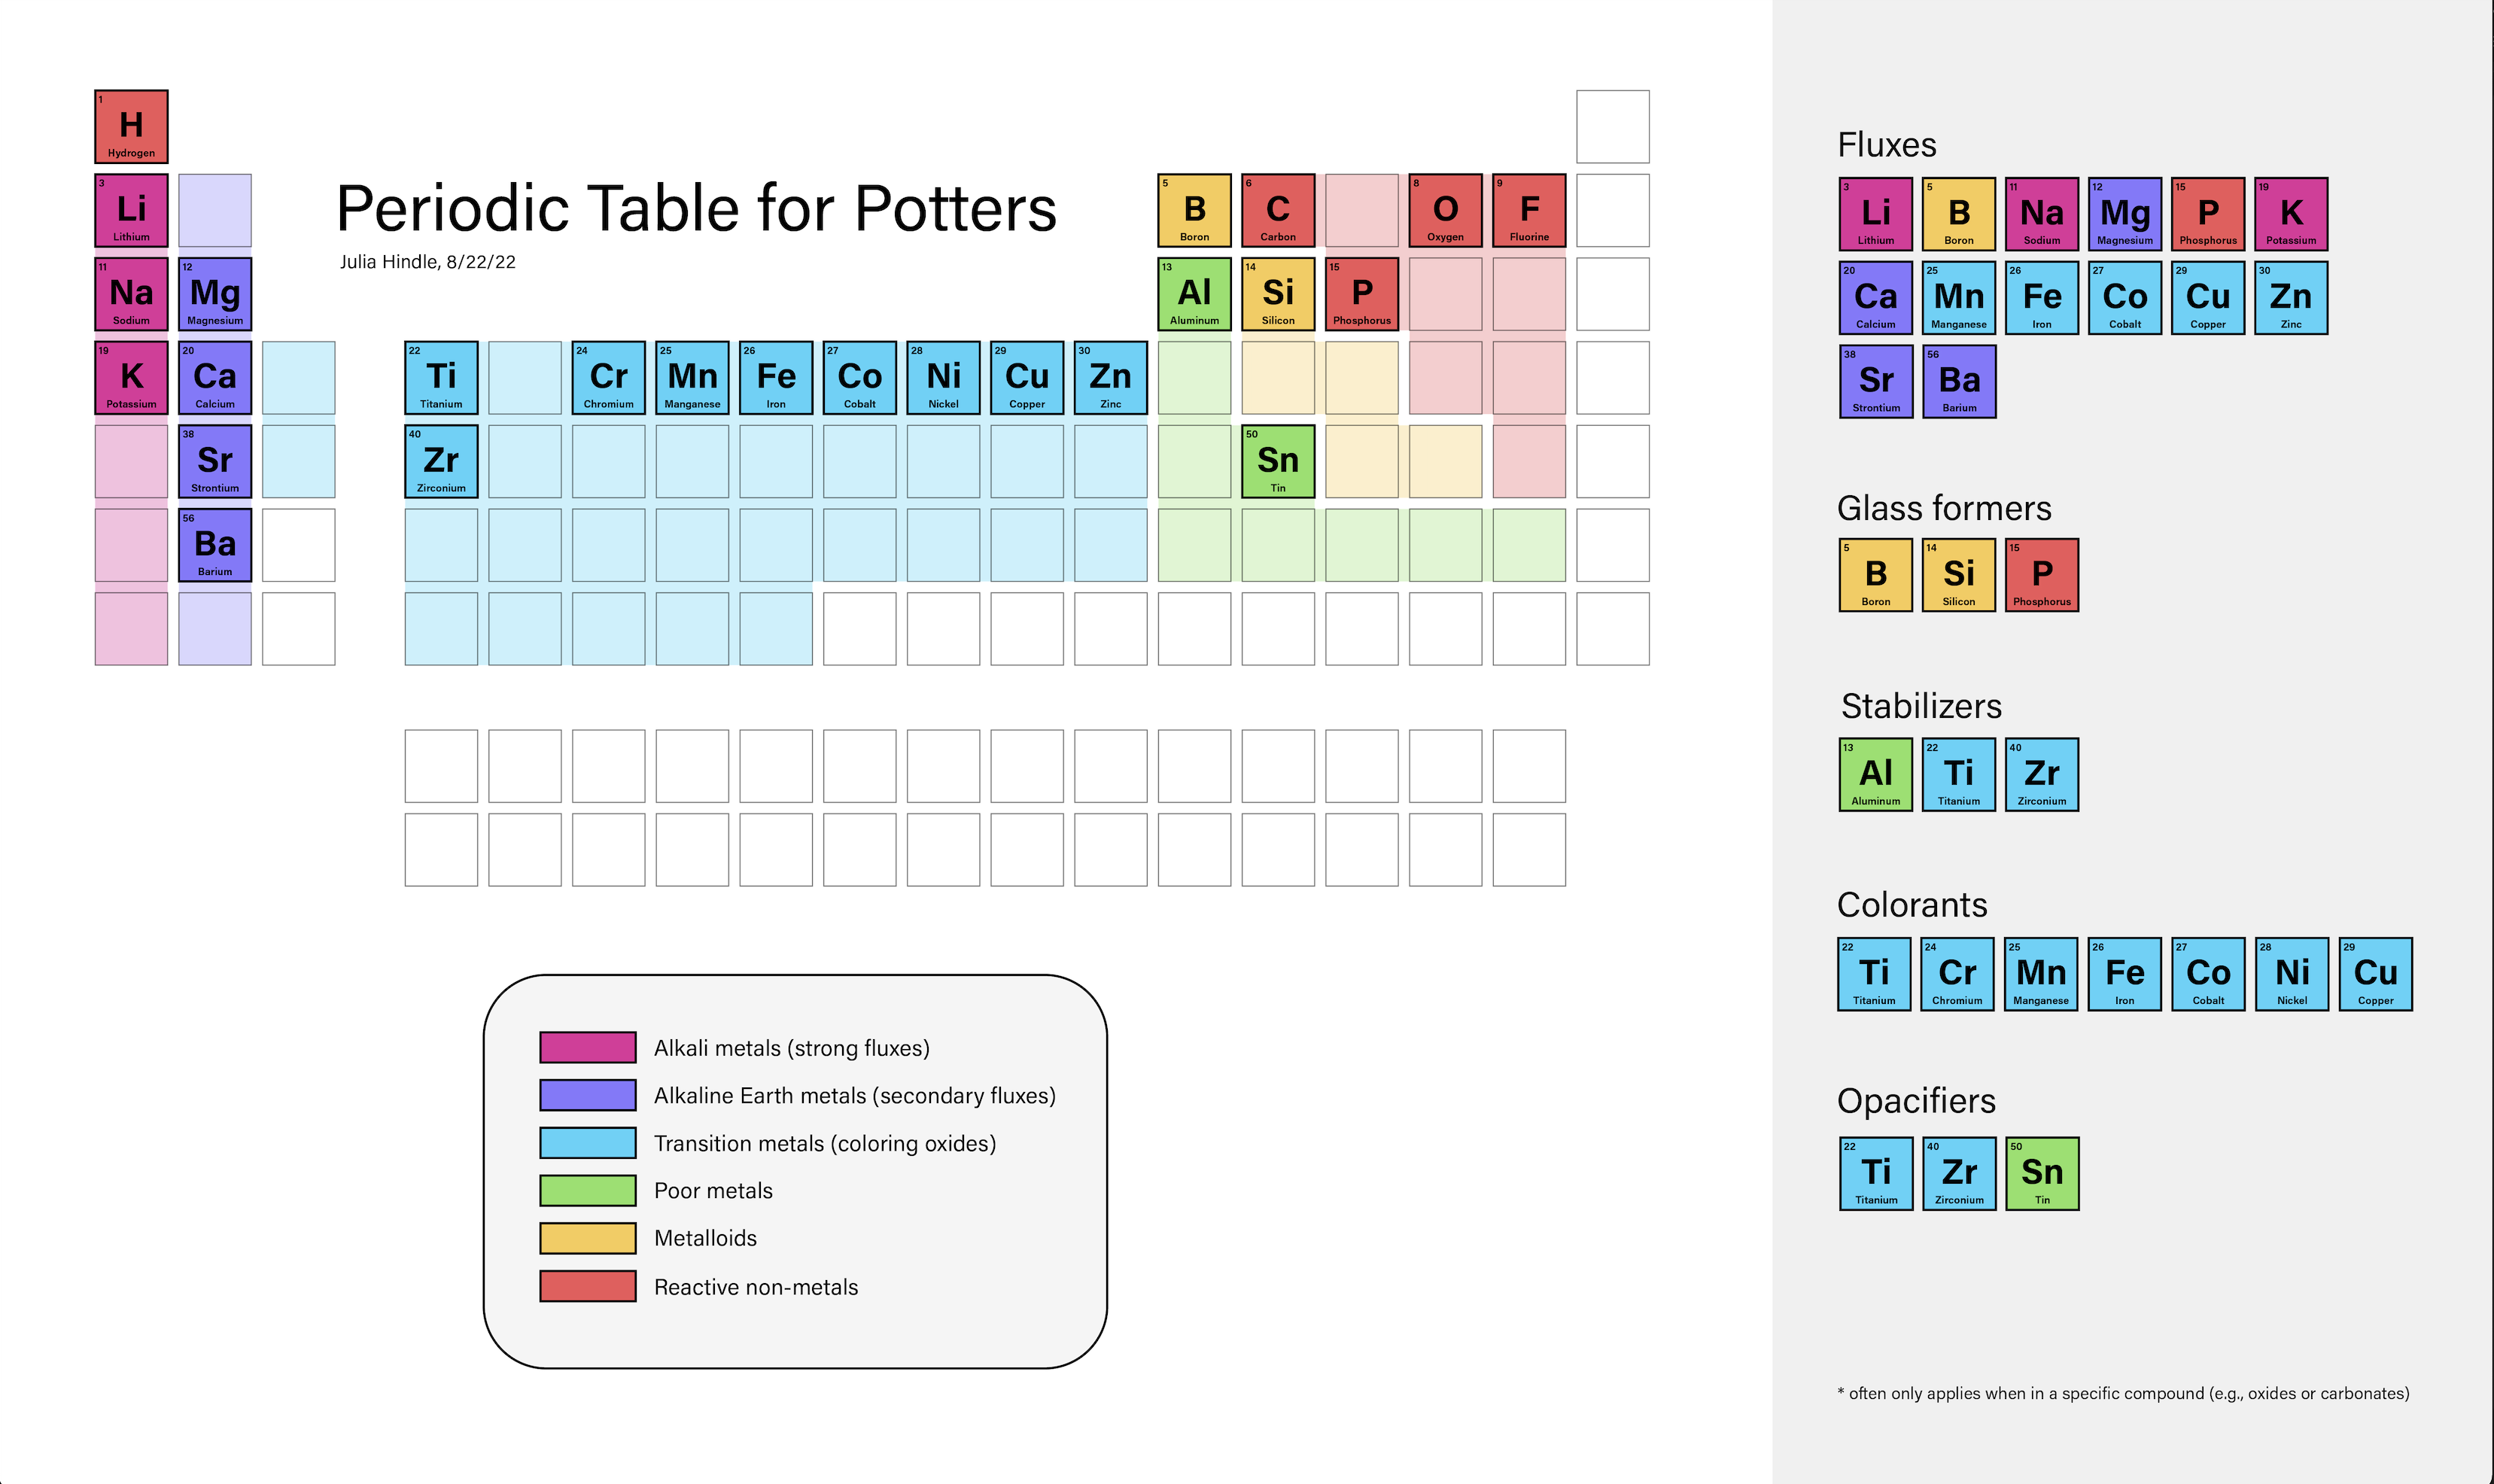 1
H
Hydrogen
3
Li
Lithium
Periodic Table for Potters
Julia Hindle, 8/22/22
5
B
Boron
6
C
Carbon
8
O
Oxygen
9
F
Fluorine
11
Na
Sodium
12
Mg
Magnesium
13
Al
Aluminum
14
Si
Silicon
15
P
Phosphorus
19
K
Potassium
20
Ca
Calcium
22
Ti
Titanium
24
Cr
Chromium
25
Mn
Manganese
26
Fe
Iron
27
Co
Cobalt
28
Ni
Nickel
29
Cu
Copper
30
Zn
Zinc
38
Sr
Strontium
40
Zr
Zirconium
50
Sn
Tin
56
Ba
Barium
Alkali metals (strong fluxes)
Alkaline Earth metals (secondary fluxes)
Transition metals (coloring oxides)
Poor metals
Metalloids
Reactive non-metals
Fluxes
3
Li
Lithium
5
B
Boron
11
Na
Sodium
12
Mg
Magnesium
15
P
Phosphorus
19
K
Potassium
20
Ca
Calcium
25
Mn
Manganese
26
Fe
Iron
27
Co
Cobalt
29
Cu
Copper
30
Zn
Zinc
38
Sr
Strontium
56
Ba
Barium
Glass formers
5
B
Boron
14
Si
Silicon
15
P
Phosphorus
Stabilizers
13
Al
Aluminum
22
Ti
Titanium
40
Zr
Zirconium
Colorants
22
Ti
Titanium
24
Cr
Chromium
25
Mn
Manganese
26
Fe
Iron
27
Co
Cobalt
28
Ni
Nickel
29
Cu
Copper
Opacifiers
22
Ti
Titanium
40
Zr
Zirconium
50
Sn
Tin
* often only applies when in a specific compound (e.g., oxides or carbonates)